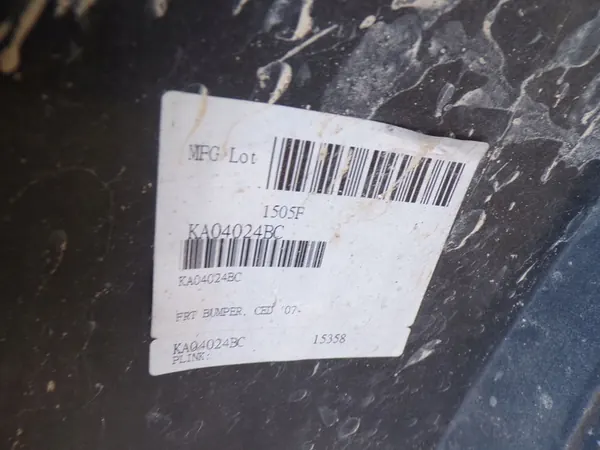 MFG Lot
1505F
KA04024BC
KA04024BC
FRT BUMPER, CED '07-
KA04024BC 15358
PLINK: